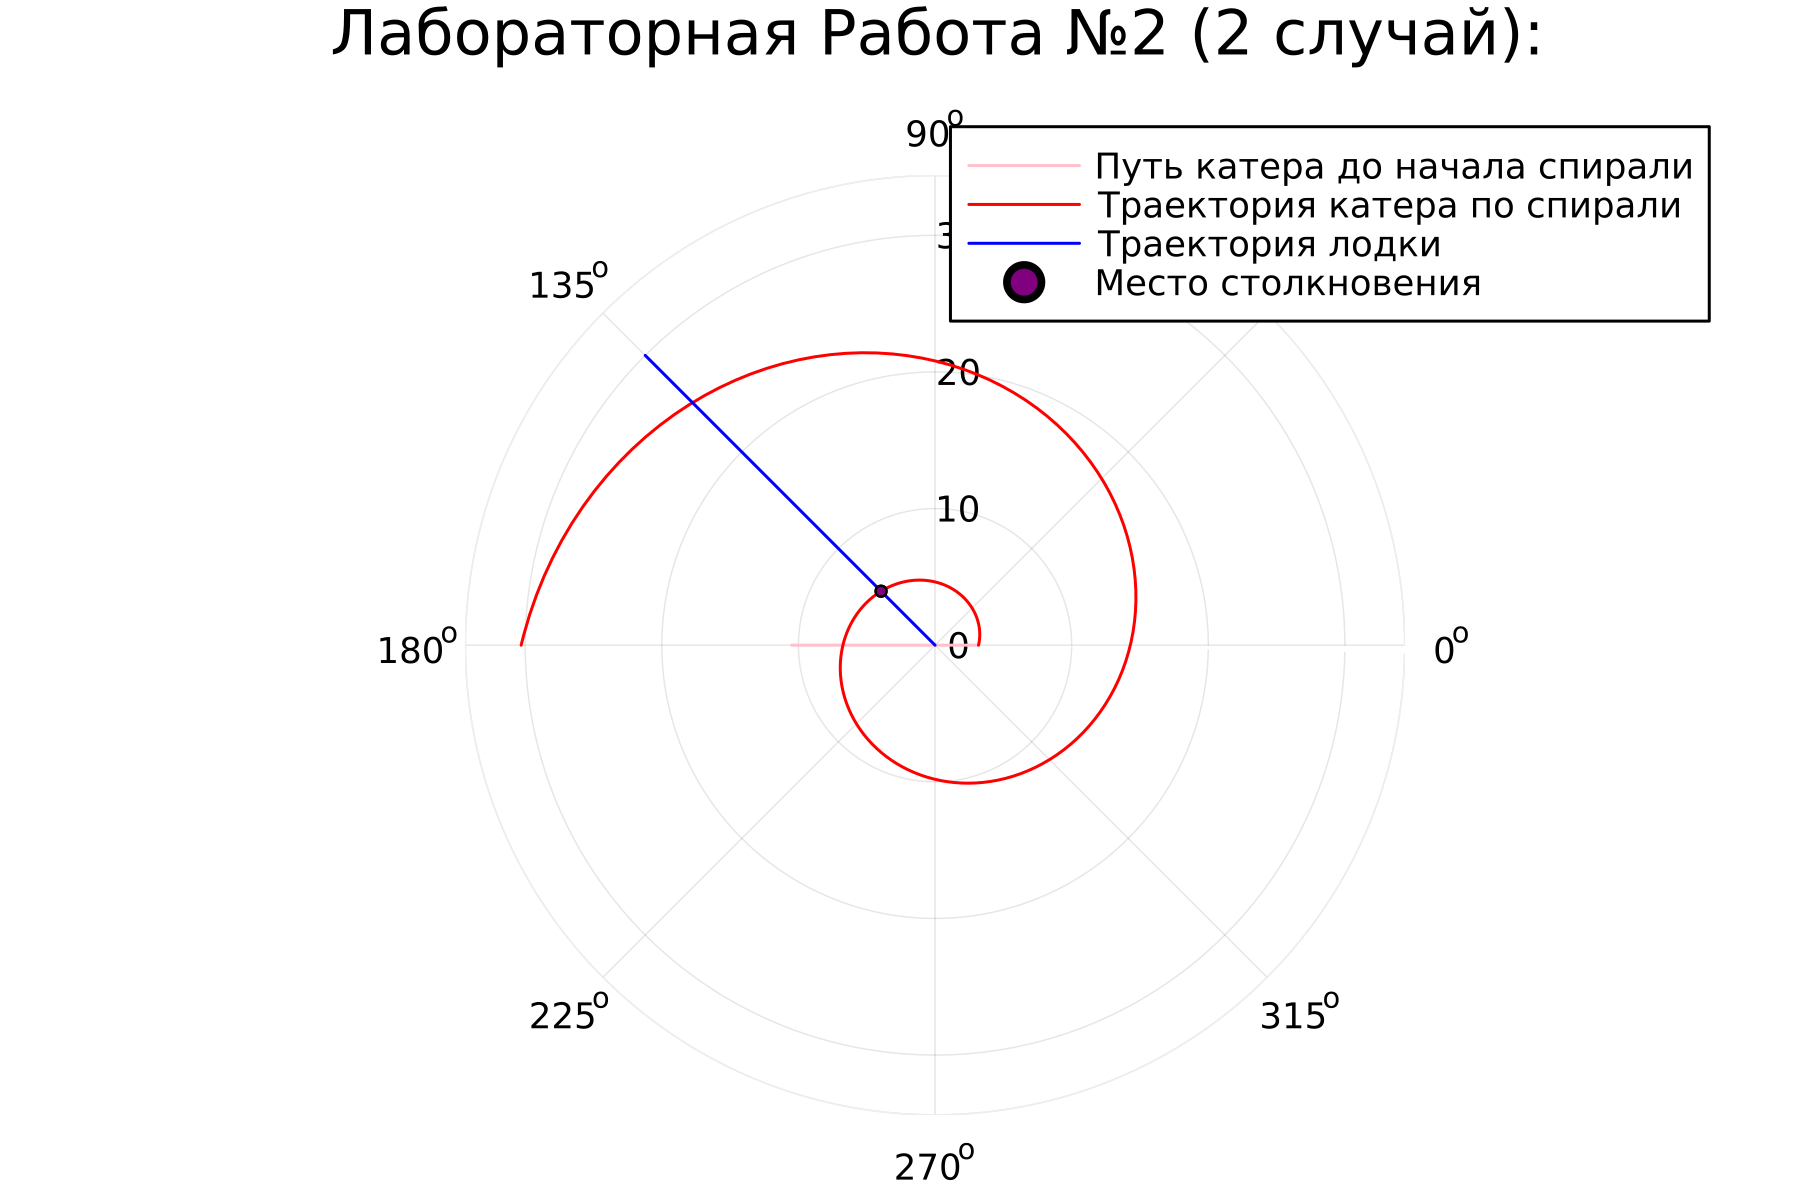 Лабораторная Работа №2 (2 случай):
90°
Путь катера до начала спирали
Траектория катера по спирали
Траектория лодки
Место столкновения
3
135°
20
10
180°
0
0°
225°
315°
270°